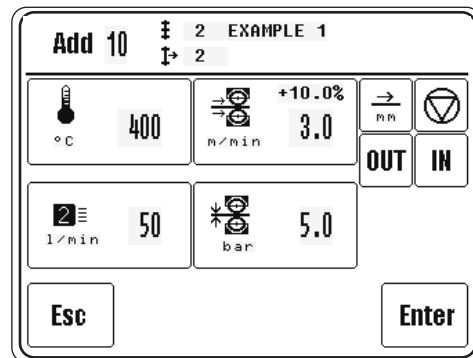 Add 10
2 EXAMPLE 1
2
°C 400
+10.0%
m/min 3.0
mm
OUT IN
2
l/min 50
bar 5.0
Esc
Enter